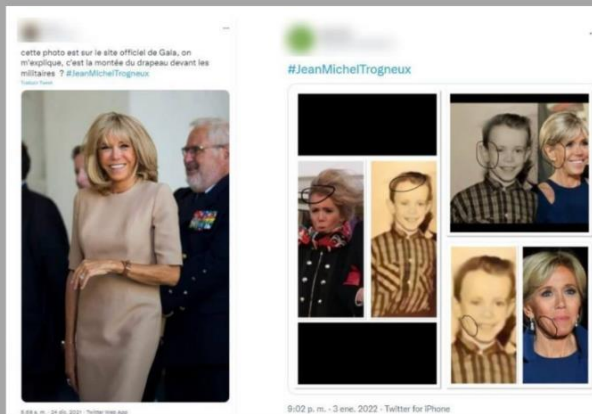 cette photo est sur le site officiel de Gala, on
m'explique, c'est la montée du drapeau devant les
militaires ? #JeanMichelTrogneux
#JeanMichelTrogneux
9:02 p. m. · 3 ene. 2022 · Twitter for iPhone